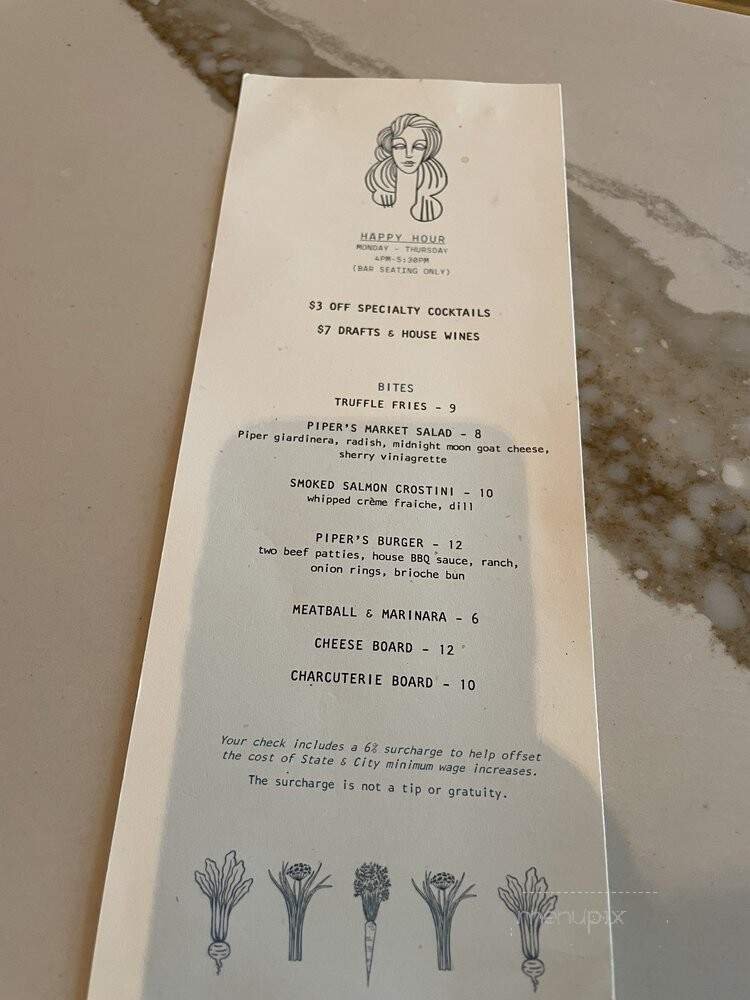 HAPPY HOUR
MONDAY - THURSDAY
4PM-5:30PM
(BAR SEATING ONLY)
$3 OFF SPECIALTY COCKTAILS
$7 DRAFTS & HOUSE WINES
BITES
TRUFFLE FRIES - 9
PIPER'S MARKET SALAD - 8
Piper giardinera, radish, midnight moon goat cheese,
sherry viniagrette
SMOKED SALMON CROSTINI - 10
whipped crème fraiche, dill
PIPER'S BURGER - 12
two beef patties, house BBQ sauce, ranch,
onion rings, brioche bun
MEATBALL & MARINARA - 6
CHEESE BOARD - 12
CHARCUTERIE BOARD - 10
Your check includes a 6% surcharge to help offset
the cost of State & City minimum wage increases.
The surcharge is not a tip or gratuity.
menupix